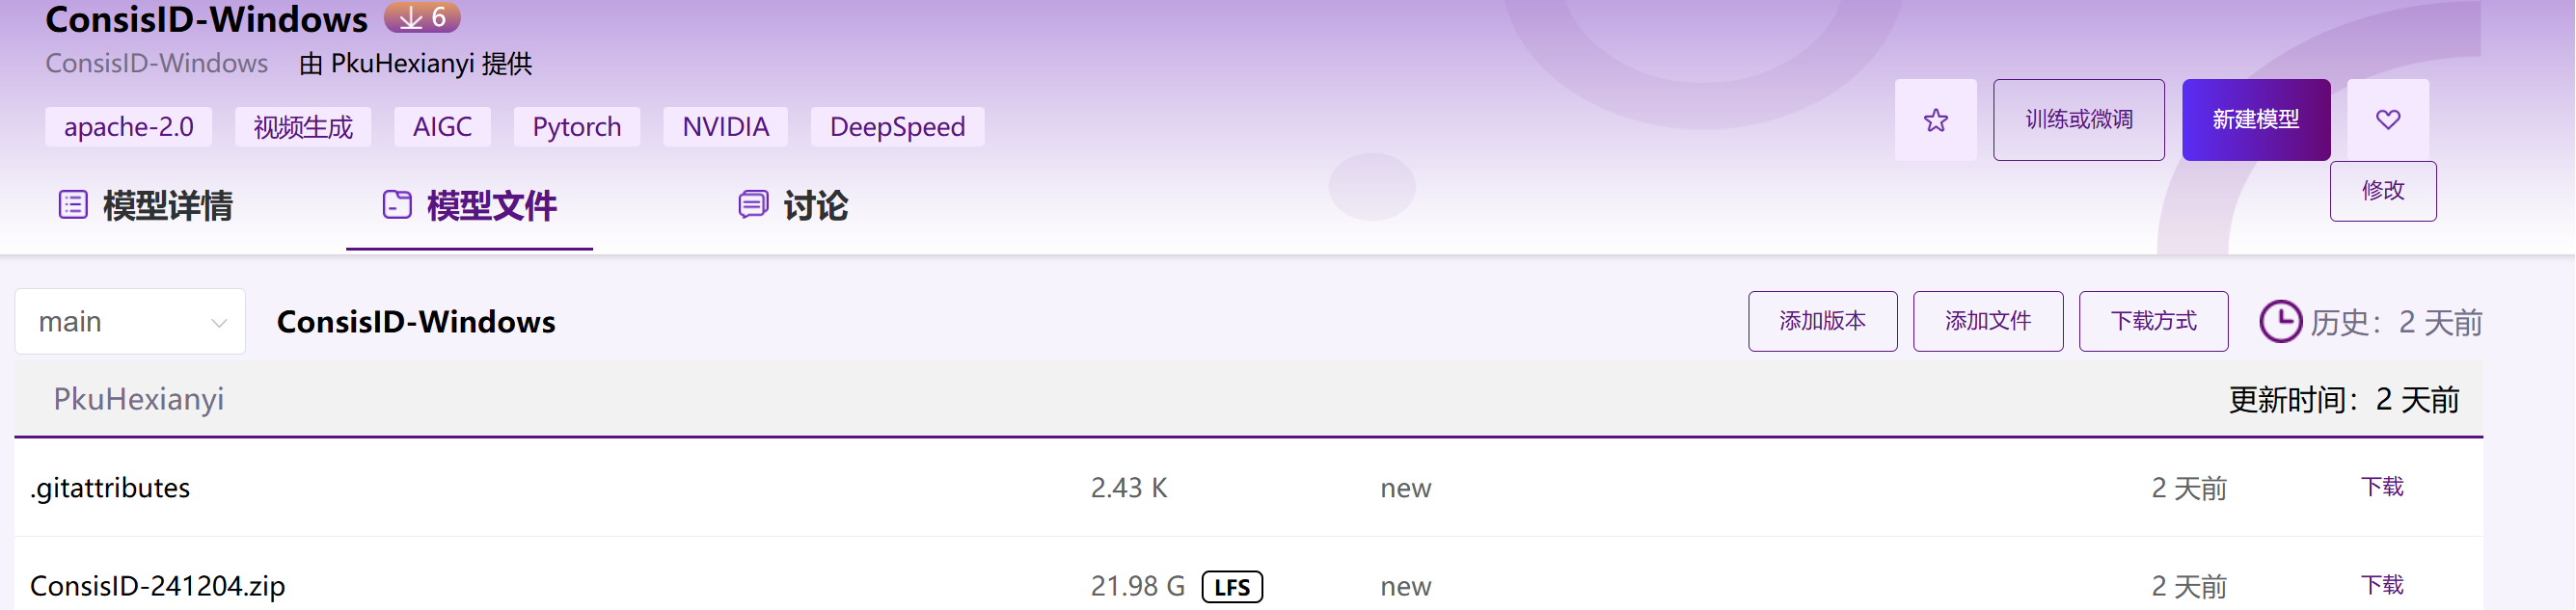 ConsisID-Windows 6
ConsisID-Windows 由 PkuHexianyi 提供
apache-2.0 视频生成 AIGC Pytorch NVIDIA DeepSpeed
训练或微调 新建模型
修改
模型详情 模型文件 讨论
main ConsisID-Windows 添加版本 添加文件 下载方式 历史：2 天前
PkuHexianyi 更新时间：2 天前
.gitattributes 2.43 K new 2 天前 下载
ConsisID-241204.zip 21.98 G LFS new 2 天前 下载